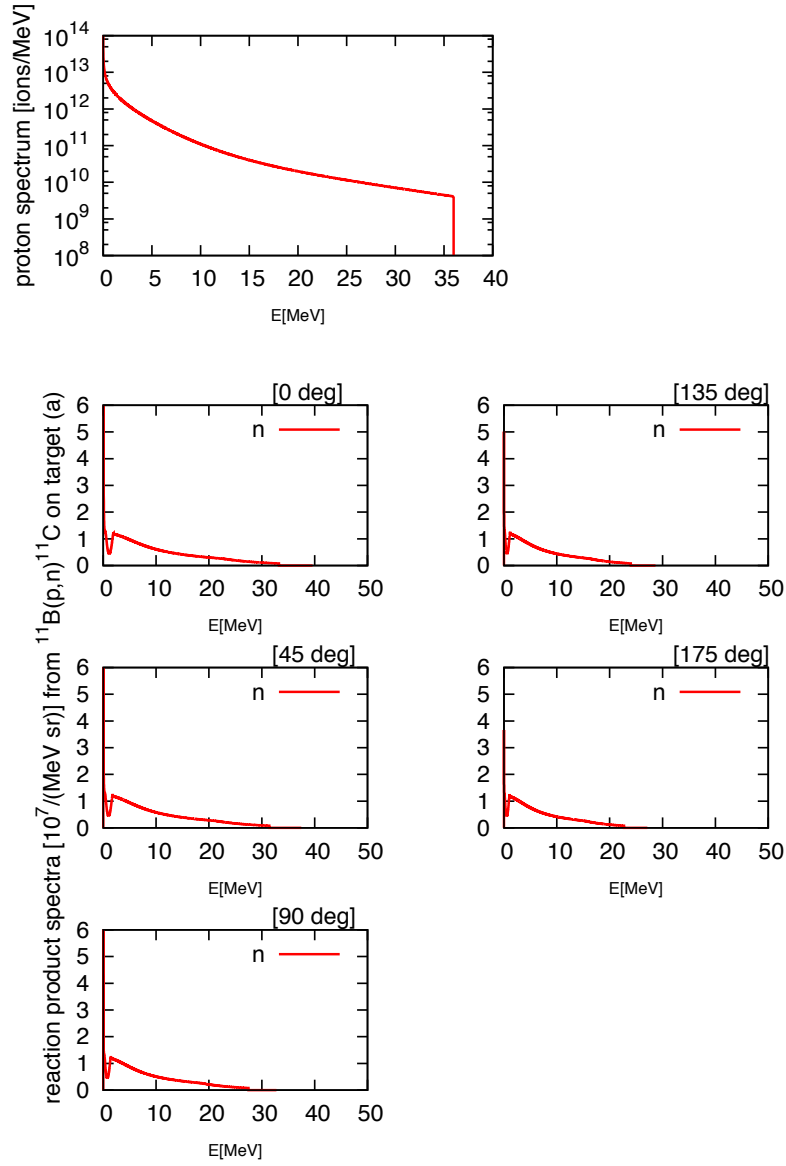 proton spectrum [ions/MeV]
10^14
10^13
10^12
10^11
10^10
10^9
10^8
0 5 10 15 20 25 30 35 40
E[MeV]
reaction product spectra [10^7/(MeV sr)] from ^11B(p,n)^11C on target (a)
[0 deg]
n
6
5
4
3
2
1
0
0 10 20 30 40 50
E[MeV]
[135 deg]
n
6
5
4
3
2
1
0
0 10 20 30 40 50
E[MeV]
[45 deg]
n
6
5
4
3
2
1
0
0 10 20 30 40 50
E[MeV]
[175 deg]
n
6
5
4
3
2
1
0
0 10 20 30 40 50
E[MeV]
[90 deg]
n
6
5
4
3
2
1
0
0 10 20 30 40 50
E[MeV]